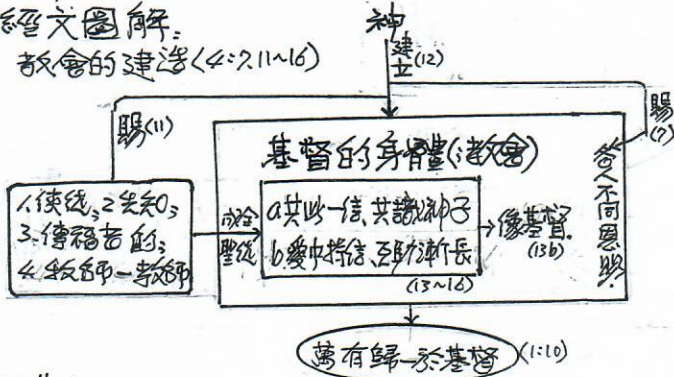 經文圖解:
教會的建造(4:7.11~16)
神
建立(12)
賜(11)
賜(7)
基督的身體(教會)
各人不同恩賜
1.使徒;2先知;
3.傳福音的;
4.牧師—教師
成全
聖徒
a共此一信、共識神子
b愛中持信、互助漸長
像基督
(13b)
(13~16)
萬有歸一於基督
(1:10)